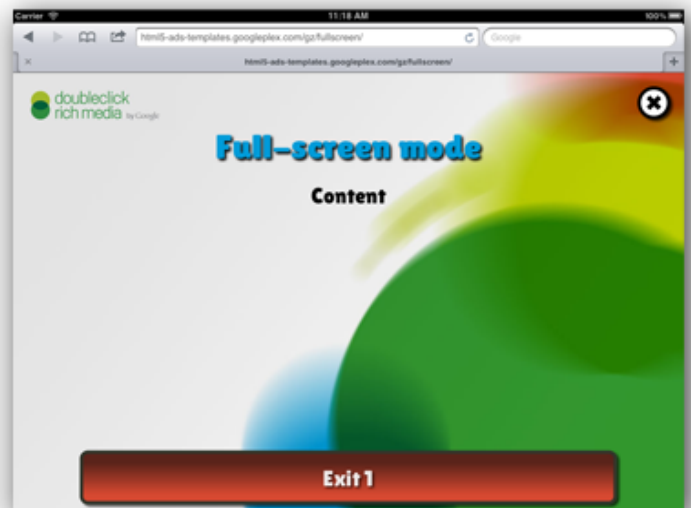 Carrier 11:18 AM 100%
html5-ads-templates.googleplex.com/gz/fullscreen/ Google
html5-ads-templates.googleplex.com/gz/fullscreen/
doubleclick
rich media by Google
Full-screen mode
Content
Exit 1